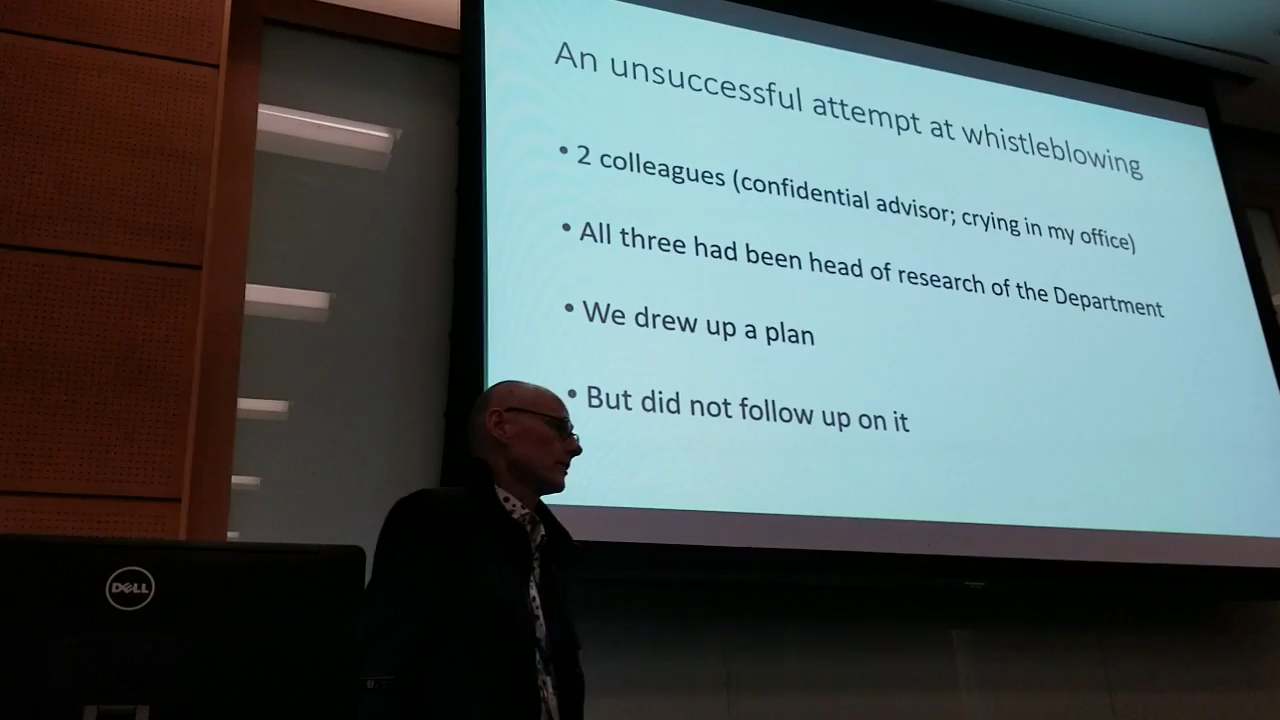 An unsuccessful attempt at whistleblowing
• 2 colleagues (confidential advisor; crying in my office)
• All three had been head of research of the Department
• We drew up a plan
• But did not follow up on it
DELL